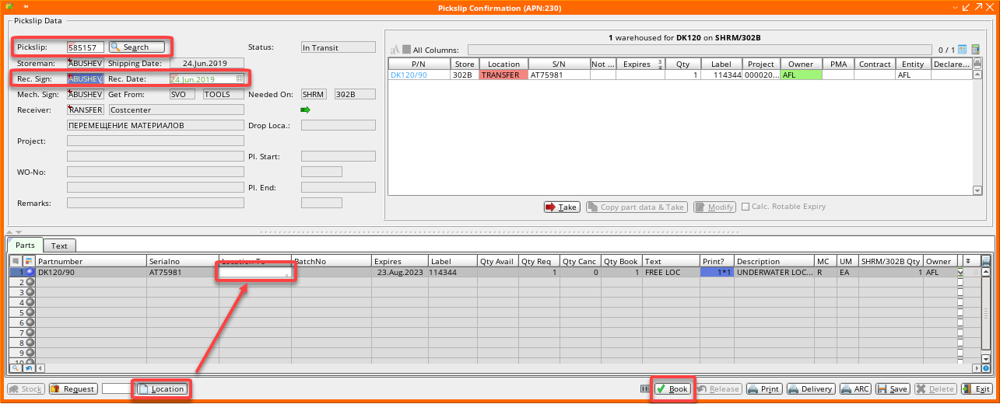 Pickslip Confirmation (APN:230)
Pickslip Data
Pickslip: 585157 Search Status: In Transit
Storeman: ABUSHEV Shipping Date: 24.Jun.2019
Rec. Sign: ABUSHEV Rec. Date: 24.Jun.2019
Mech. Sign: ABUSHEV Get From: SVO TOOLS Needed On: SHRM 302B
Receiver: RANSFER Costcenter
ПЕРЕМЕЩЕНИЕ МАТЕРИАЛОВ Drop Loca.:
Project:
Pl. Start:
WO-No:
Pl. End:
Remarks:
1 warehoused for DK120 on SHRM/302B
All Columns: 0 / 1
P/N Store Location S/N Not ... Expires 3 Qty Label Project Owner PMA Contract Entity Declare...
DK120/90 302B TRANSFER AT75981 1 114344 000020... AFL AFL
Take Copy part data & Take Modify Calc. Rotable Expiry
Parts Text
Partnumber Serialno Location To BatchNo Expires Label Qty Avail Qty Req Qty Canc Qty Book Text Print? Description MC UM SHRM/302B Qty Owner
1 DK120/90 AT75981 23.Aug.2023 114344 1 0 1 FREE LOC 1*1 UNDERWATER LOC... R EA 1 AFL 0
2
3
4
5
6
7
8
9
10
Stock Request Location Book Release Print Delivery ARC Save Delete Exit